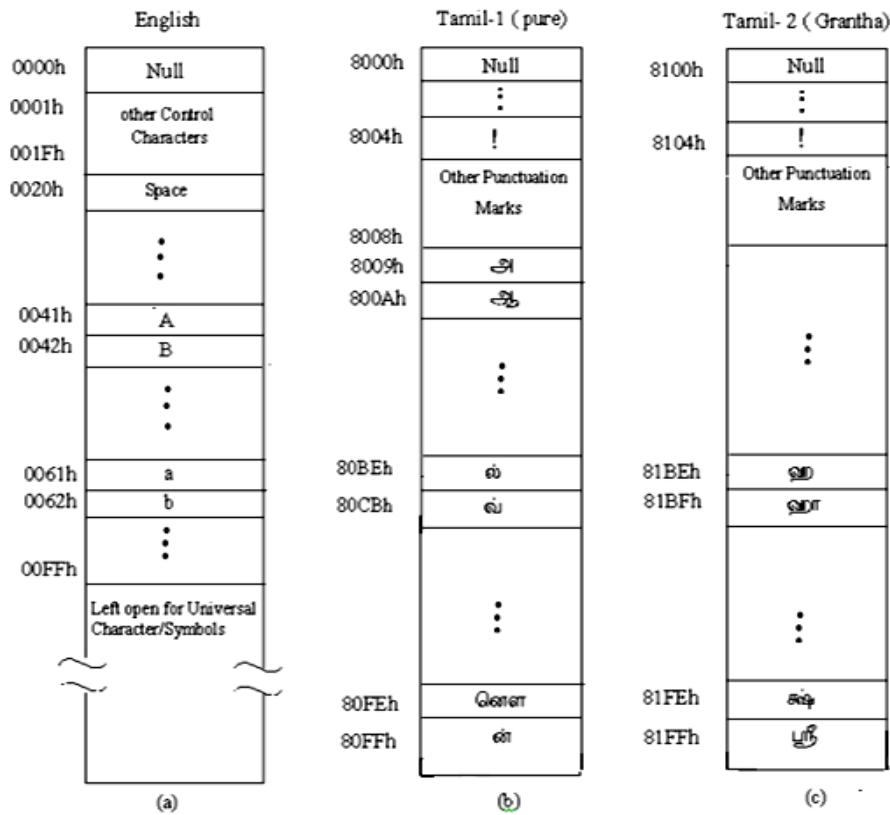 English
0000h
Null
0001h
other Control
Characters
001Fh
0020h
Space
0041h
A
0042h
B
0061h
a
0062h
b
00FFh
Left open for Universal
Character/Symbols
(a)
Tamil-1 ( pure)
8000h
Null
8004h
!
Other Punctuation
Marks
8008h
8009h
அ
800Ah
ஆ
80BEh
ல்
80CBh
வ்
80FEh
னௌ
80FFh
ன்
(b)
Tamil- 2 ( Grantha)
8100h
Null
8104h
!
Other Punctuation
Marks
81BEh
ஹ
81BFh
ஹா
81FEh
க்ஷ்
81FFh
ஸ்ரீ
(c)